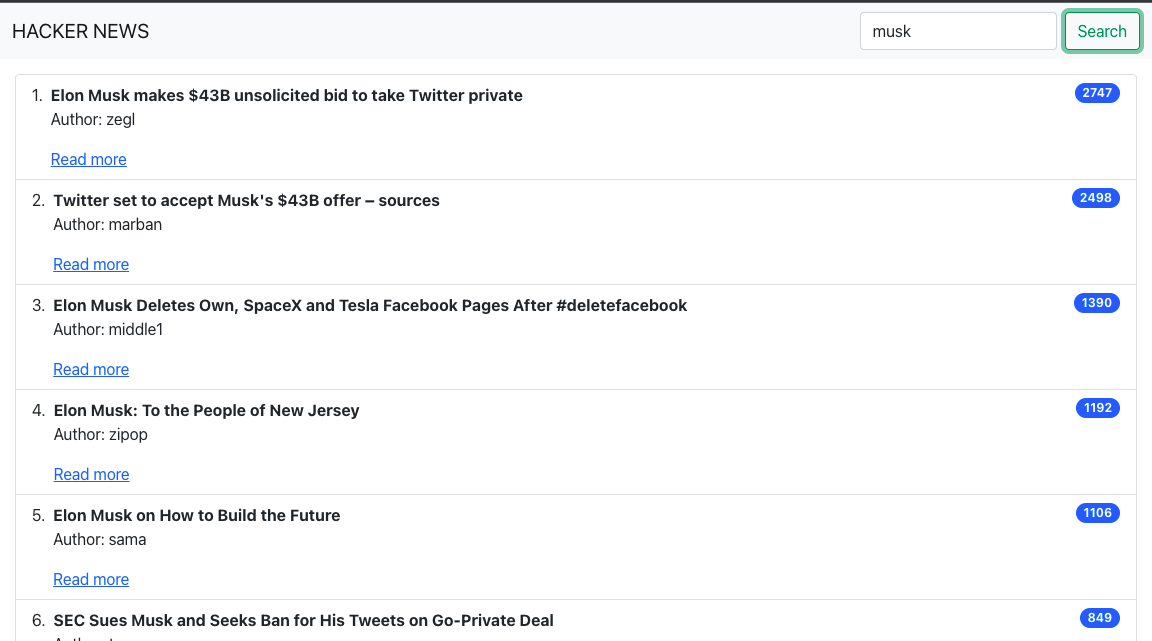 HACKER NEWS musk Search
1. Elon Musk makes $43B unsolicited bid to take Twitter private 2747
Author: zegl
Read more
2. Twitter set to accept Musk's $43B offer – sources 2498
Author: marban
Read more
3. Elon Musk Deletes Own, SpaceX and Tesla Facebook Pages After #deletefacebook 1390
Author: middle1
Read more
4. Elon Musk: To the People of New Jersey 1192
Author: zipop
Read more
5. Elon Musk on How to Build the Future 1106
Author: sama
Read more
6. SEC Sues Musk and Seeks Ban for His Tweets on Go-Private Deal 849